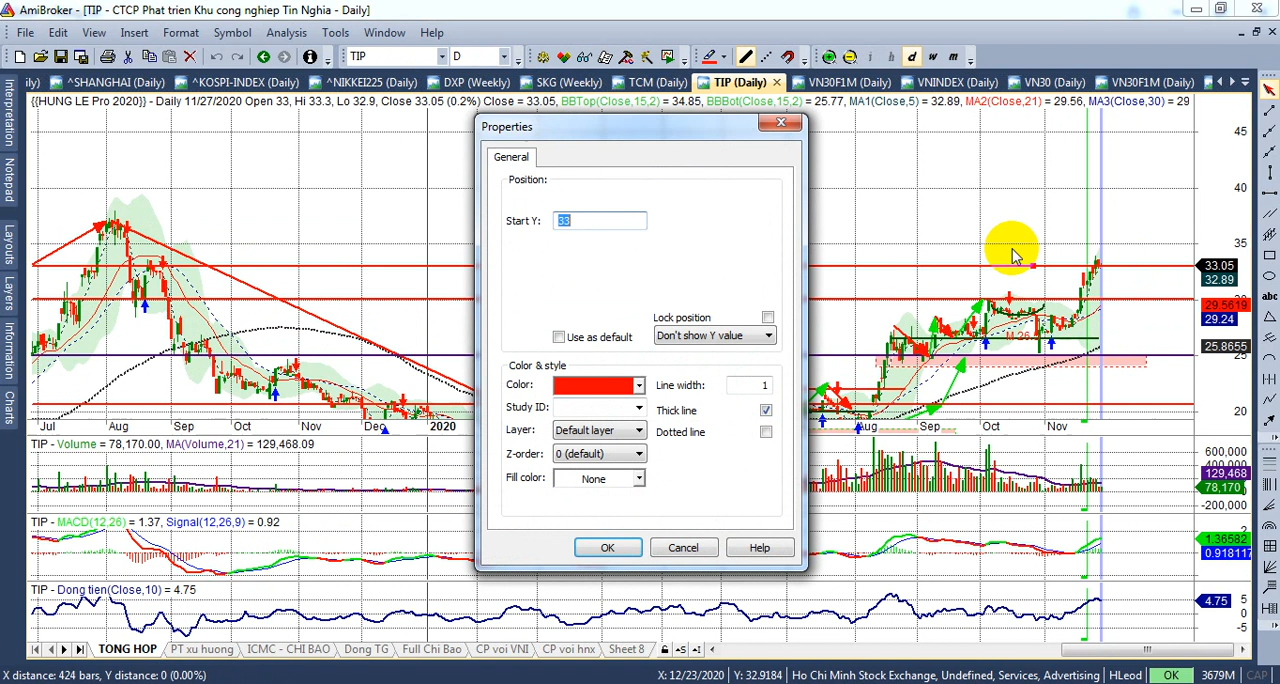 AmiBroker - [TIP - CTCP Phat trien Khu cong nghiep Tin Nghia - Daily]
File Edit View Insert Format Symbol Analysis Tools Window Help
TIP D d w m
ily) ^SHANGHAI (Daily) ^KOSPI-INDEX (Daily) ^NIKKEI225 (Daily) DXP (Weekly) SKG (Weekly) TCM (Daily) TIP (Daily) VN30F1M (Daily) VNINDEX (Daily) VN30 (Daily) VN30F1M (Daily)
{{HUNG LE Pro 2020}} - Daily 11/27/2020 Open 33, Hi 33.3, Lo 32.9, Close 33.05 (0.2%) Close = 33.05, BBTop(Close,15,2) = 34.85, BBBot(Close,15,2) = 25.77, MA1(Close,5) = 32.89, MA2(Close,21) = 29.56, MA3(Close,30) = 29
Interpretation
Notepad
Layouts
Layers
Information
Charts
Properties
General
Position:
Start Y: 33
Lock position
Use as default Don't show Y value
Color & style
Color: Line width: 1
Study ID: Thick line
Layer: Default layer Dotted line
Z-order: 0 (default)
Fill color: None
OK Cancel Help
45
40
35
33.05
32.89
29.5619
29.24
25.8655
20
abc
Jul Aug Sep Oct Nov Dec 2020 Aug Sep Oct Nov
TIP - Volume = 78,170.00, MA(Volume,21) = 129,468.09
600,000
400,000
129,468
78,170
-200,000
TIP - MACD(12,26) = 1.37, Signal(12,26,9) = 0.92
2
1.36582
0.918117
TIP - Dong tien(Close,10) = 4.75
5
4.75
0
-5
TONG HOP PT xu huong ICMC - CHI BAO Dong TG Full Chi Bao CP voi VNI CP voi hnx Sheet 8
X distance: 424 bars, Y distance: 0 (0.00%) X: 12/23/2020 Y: 32.9184 Ho Chi Minh Stock Exchange, Undefined, Services, Advertising HLeod OK 3679M CAP